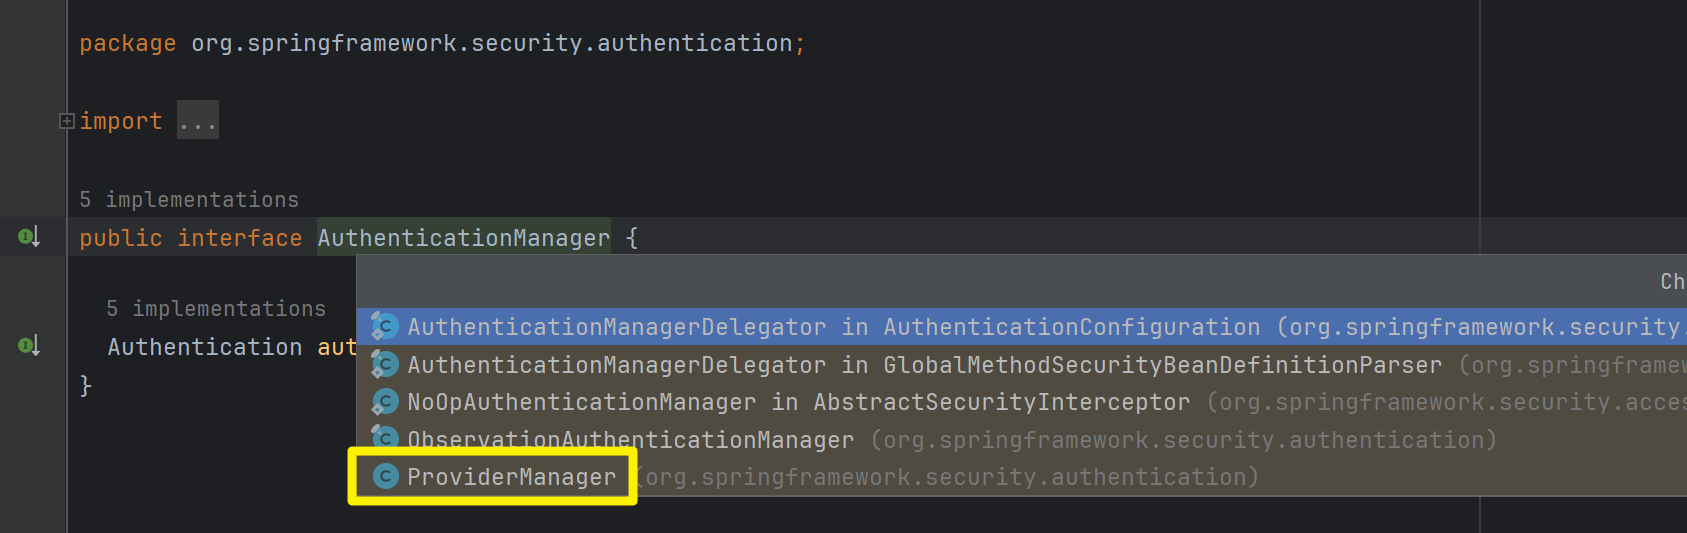 package org.springframework.security.authentication;
import ...
5 implementations
public interface AuthenticationManager {
Ch
5 implementations
AuthenticationManagerDelegator in AuthenticationConfiguration (org.springframework.security.
Authentication aut
AuthenticationManagerDelegator in GlobalMethodSecurityBeanDefinitionParser (org.springframew
}
NoOpAuthenticationManager in AbstractSecurityInterceptor (org.springframework.security.acces
ObservationAuthenticationManager (org.springframework.security.authentication)
ProviderManager (org.springframework.security.authentication)